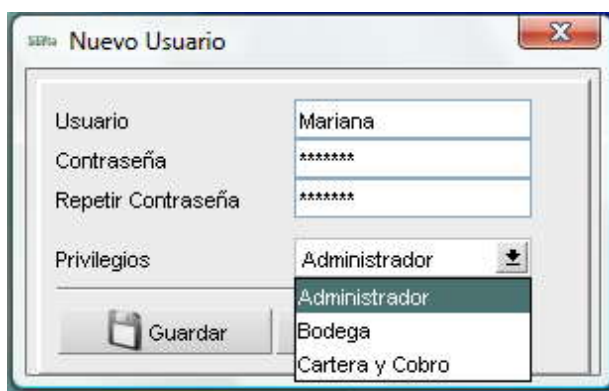 Nuevo Usuario
Usuario Mariana
Contraseña *******
Repetir Contraseña *******
Privilegios Administrador
Administrador
Guardar Bodega
Cartera y Cobro